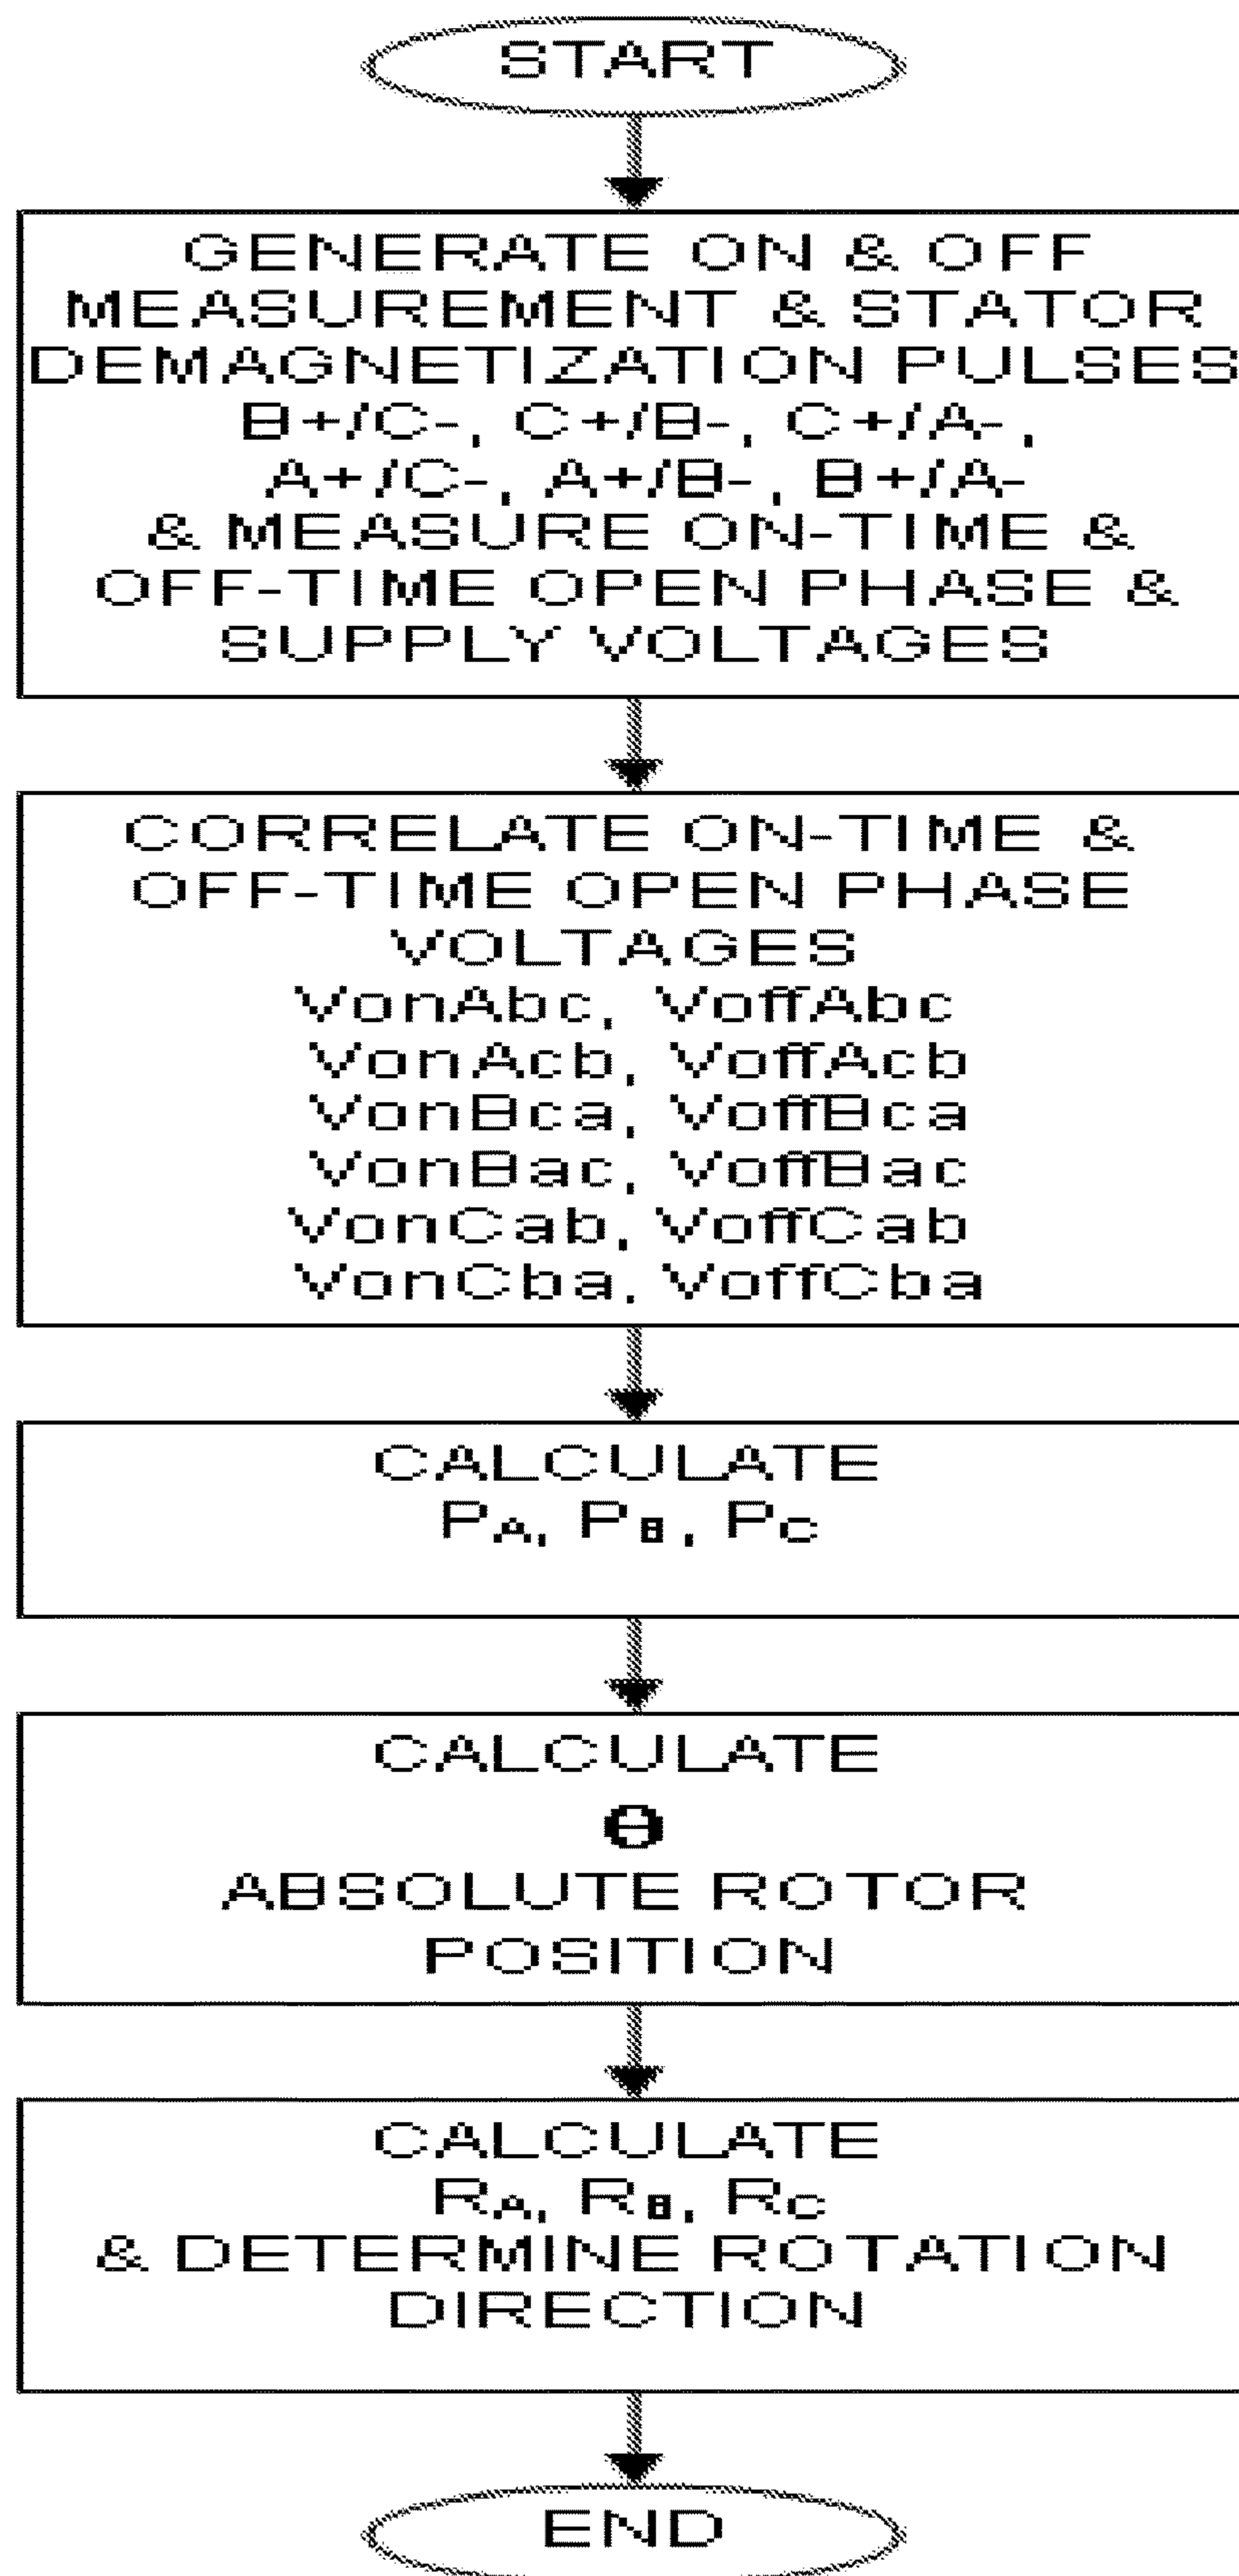 START
GENERATE ON & OFF
MEASUREMENT & STATOR
DEMAGNETIZATION PULSES
B+/C-, C+/B-, C+/A-,
A+/C-, A+/B-, B+/A-
& MEASURE ON-TIME &
OFF-TIME OPEN PHASE &
SUPPLY VOLTAGES
CORRELATE ON-TIME &
OFF-TIME OPEN PHASE
VOLTAGES
VonAbc, VoffAbc
VonAcb, VoffAcb
VonBca, VoffBca
VonBac, VoffBac
VonCab, VoffCab
VonCba, VoffCba
CALCULATE
PA, PB, PC
CALCULATE
Θ
ABSOLUTE ROTOR
POSITION
CALCULATE
RA, RB, RC
& DETERMINE ROTATION
DIRECTION
END